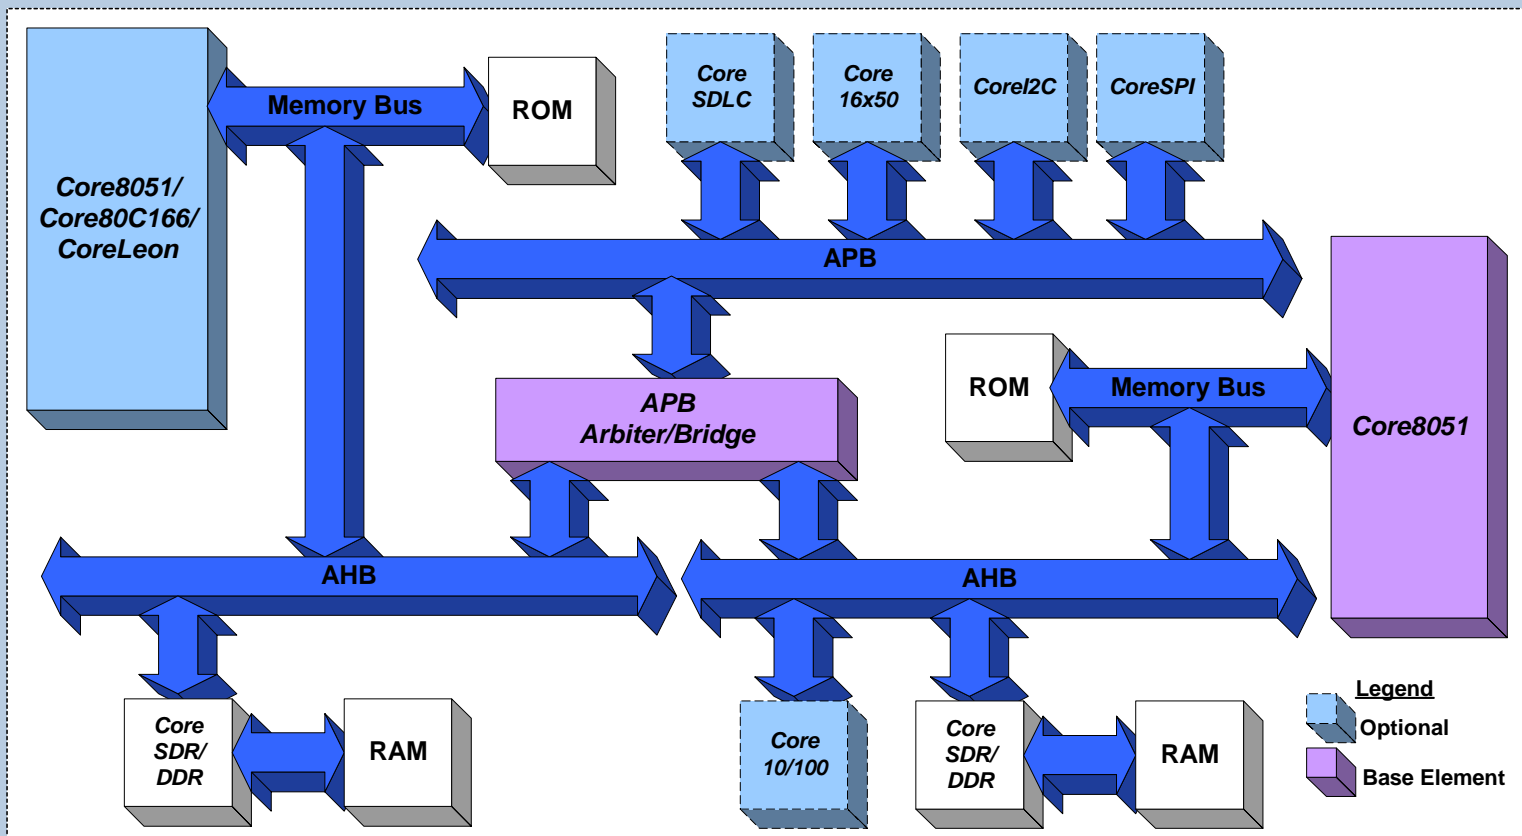 Core8051/
Core80C166/
CoreLeon
Memory Bus
ROM
Core
SDLC
Core
16x50
CoreI2C
CoreSPI
APB
APB
Arbiter/Bridge
ROM
Memory Bus
Core8051
AHB
AHB
Core
SDR/
DDR
RAM
Core
10/100
Core
SDR/
DDR
RAM
Legend
Optional
Base Element